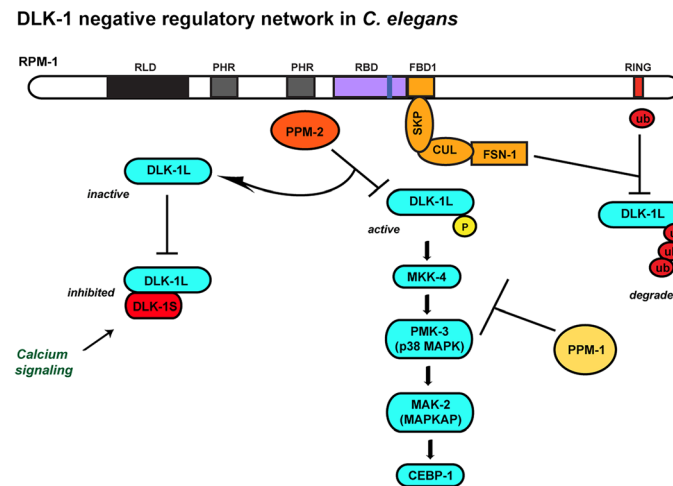 DLK-1 negative regulatory network in C. elegans
RPM-1
RLD
PHR
PHR
RBD
FBD1
RING
SKP
CUL
FSN-1
PPM-2
ub
DLK-1L
inactive
DLK-1L
active
P
DLK-1L
ub
ub
degrade
MKK-4
DLK-1L
inhibited
DLK-1S
PMK-3
(p38 MAPK)
PPM-1
Calcium
signaling
MAK-2
(MAPKAP)
CEBP-1